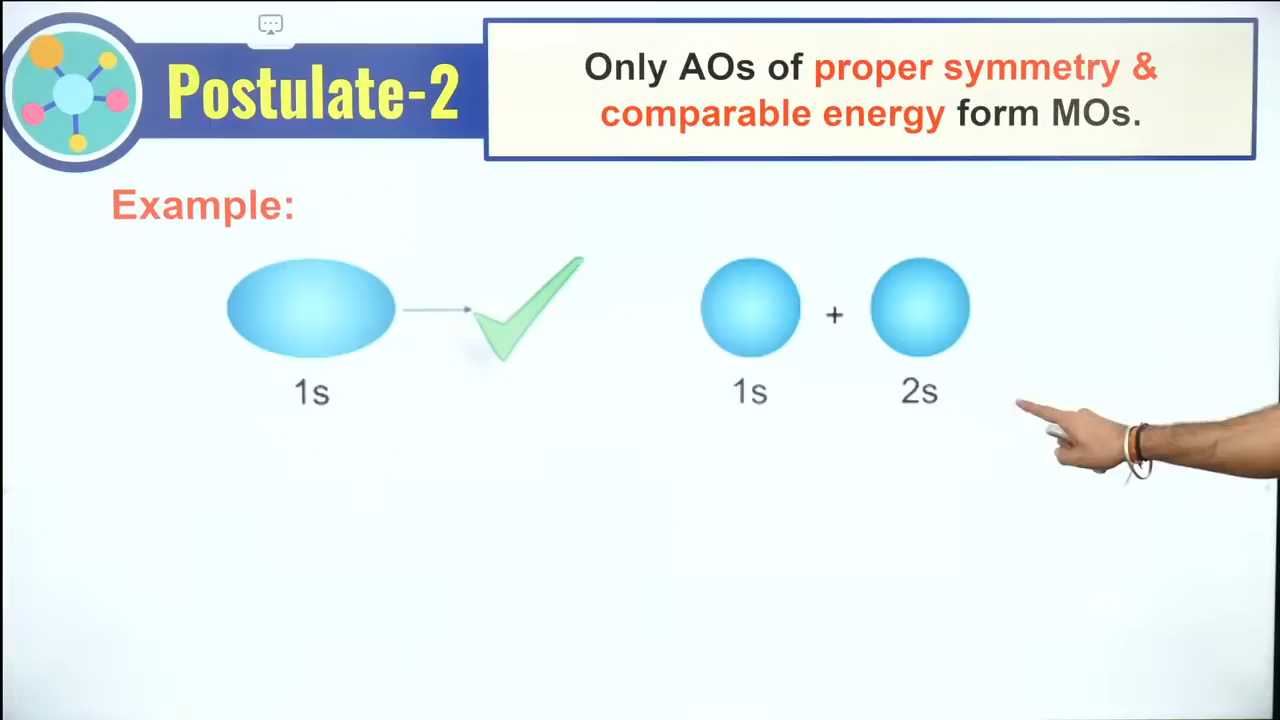 Postulate-2
Only AOs of proper symmetry &
comparable energy form MOs.
Example:
+
1s
1s
2s